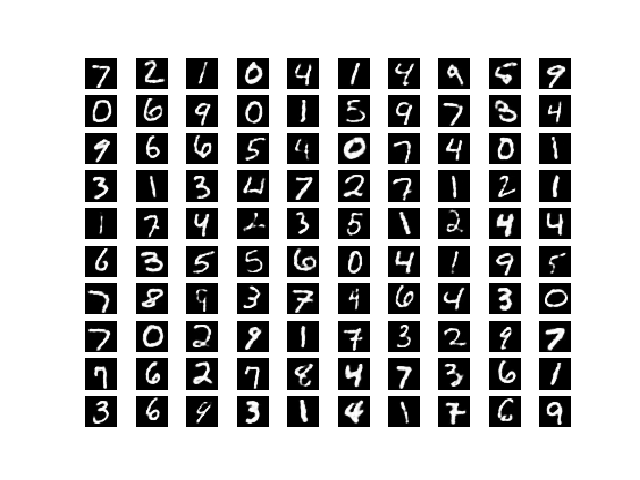 7 2 1 0 4 1 4 9 5 9
0 6 9 0 1 5 9 7 3 4
9 6 6 5 4 0 7 4 0 1
3 1 3 4 7 2 7 1 2 1
1 7 4 2 3 5 1 2 4 4
6 3 5 5 6 0 4 1 9 5
7 8 9 3 7 4 6 4 3 0
7 0 2 9 1 7 3 2 9 7
7 6 2 7 8 4 7 3 6 1
3 6 9 3 1 4 1 7 6 9